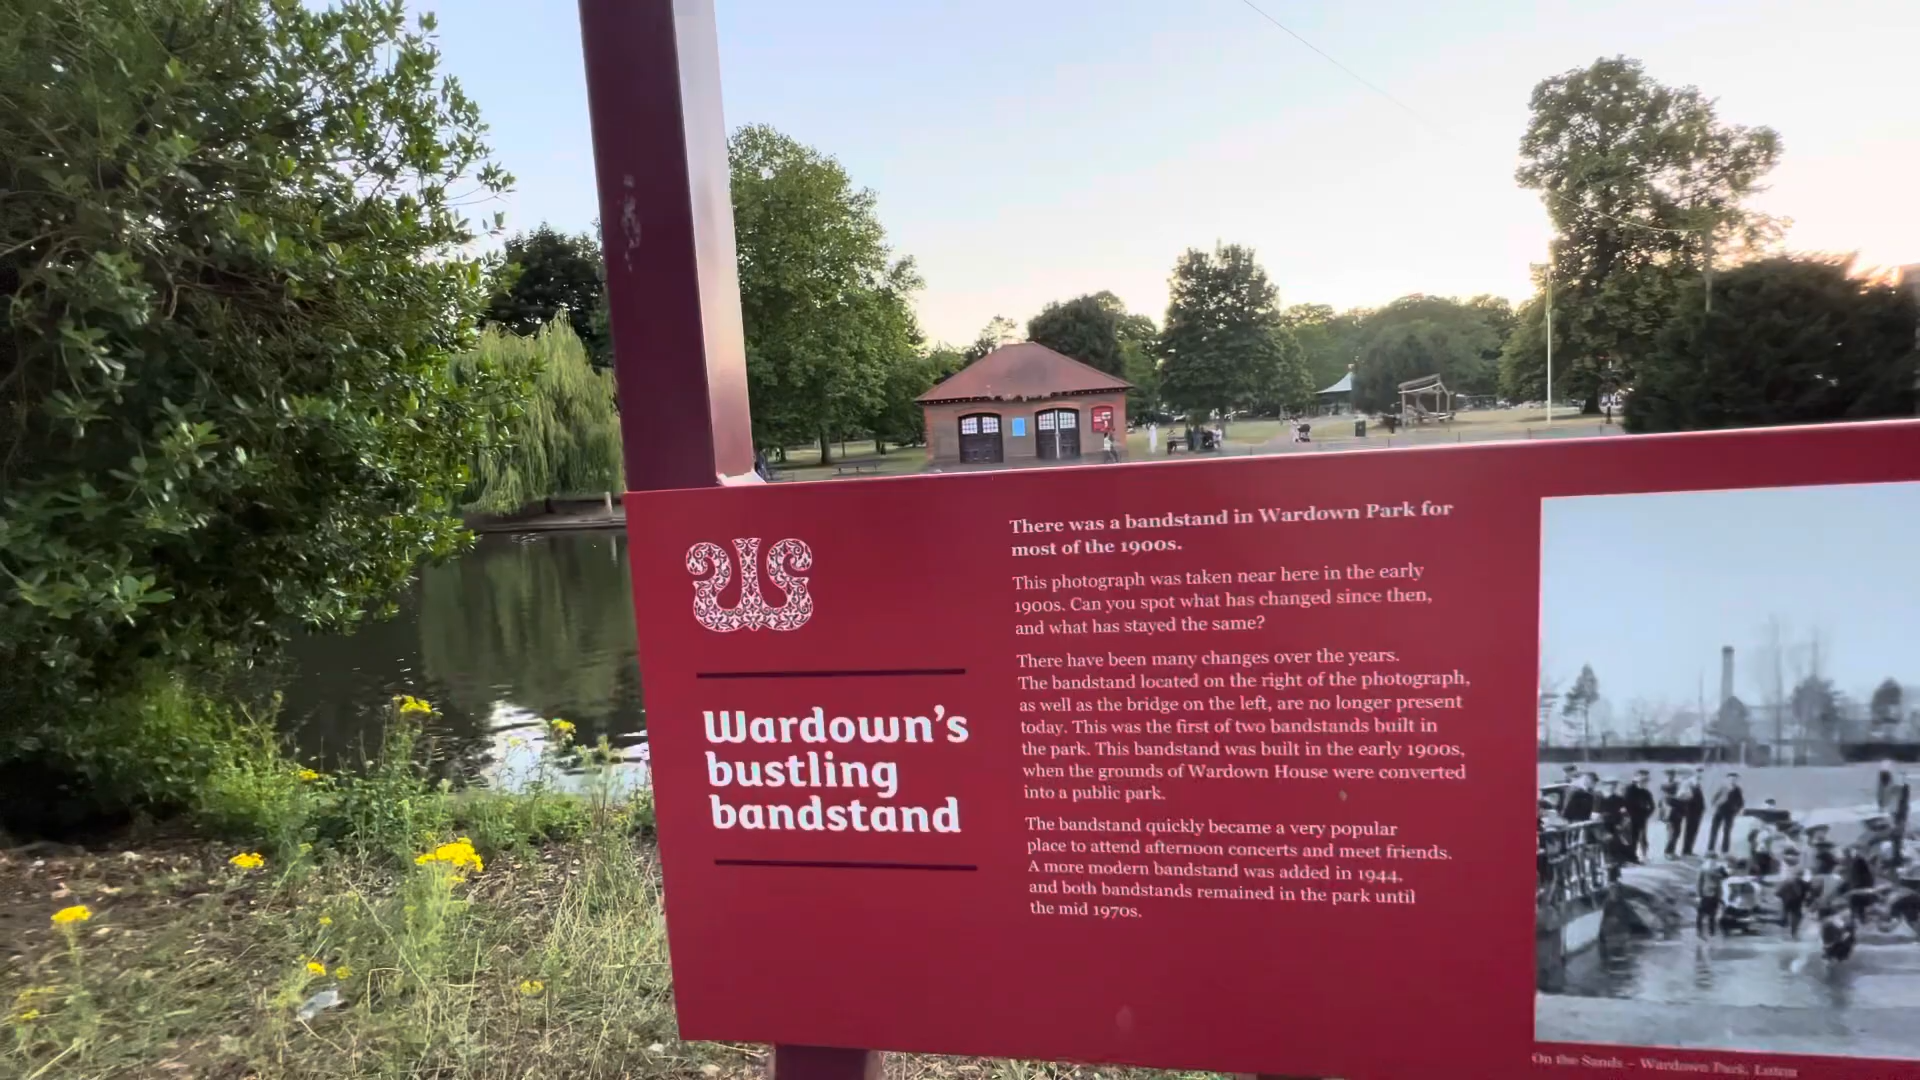 Wardown's
bustling
bandstand
There was a bandstand in Wardown Park for
most of the 1900s.
This photograph was taken near here in the early
1900s. Can you spot what has changed since then,
and what has stayed the same?
There have been many changes over the years.
The bandstand located on the right of the photograph,
as well as the bridge on the left, are no longer present
today. This was the first of two bandstands built in
the park. This bandstand was built in the early 1900s,
when the grounds of Wardown House were converted
into a public park.
The bandstand quickly became a very popular
place to attend afternoon concerts and meet friends.
A more modern bandstand was added in 1944,
and both bandstands remained in the park until
the mid 1970s.
On the Sands – Wardown Park, Luton